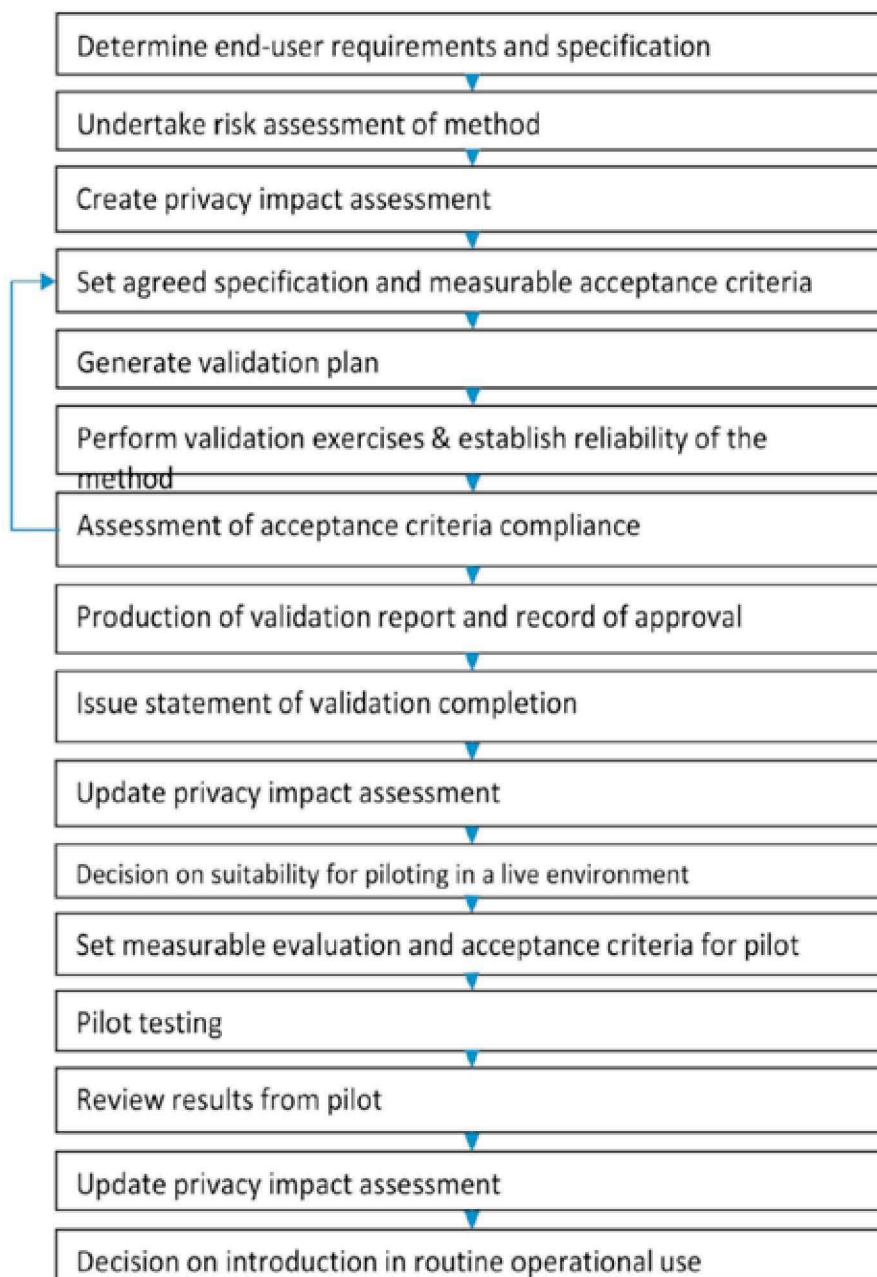 Determine end-user requirements and specification
Undertake risk assessment of method
Create privacy impact assessment
Set agreed specification and measurable acceptance criteria
Generate validation plan
Perform validation exercises & establish reliability of the
method
Assessment of acceptance criteria compliance
Production of validation report and record of approval
Issue statement of validation completion
Update privacy impact assessment
Decision on suitability for piloting in a live environment
Set measurable evaluation and acceptance criteria for pilot
Pilot testing
Review results from pilot
Update privacy impact assessment
Decision on introduction in routine operational use